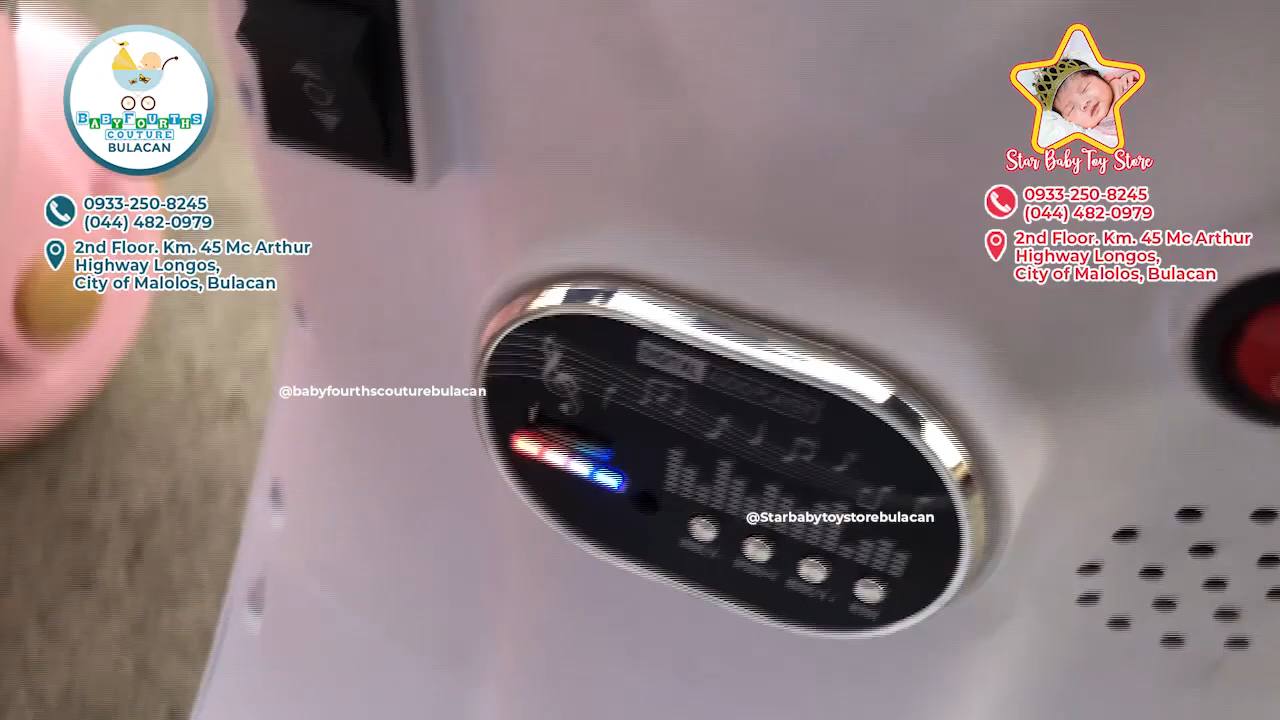 BABYFOURTHS
COUTURE
BULACAN
0933-250-8245
(044) 482-0979
2nd Floor. Km. 45 Mc Arthur
Highway Longos,
City of Malolos, Bulacan
Star Baby Toy Store
0933-250-8245
(044) 482-0979
2nd Floor. Km. 45 Mc Arthur
Highway Longos,
City of Malolos, Bulacan
@babyfourthscouturebulacan
@Starbabytoystorebulacan